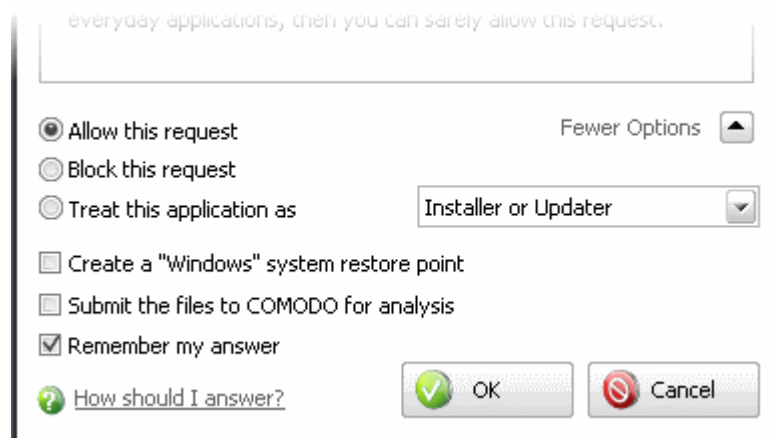 everyday applications, then you can safely allow this request.
Allow this request
Fewer Options
Block this request
Treat this application as
Installer or Updater
Create a "Windows" system restore point
Submit the files to COMODO for analysis
Remember my answer
How should I answer?
OK
Cancel